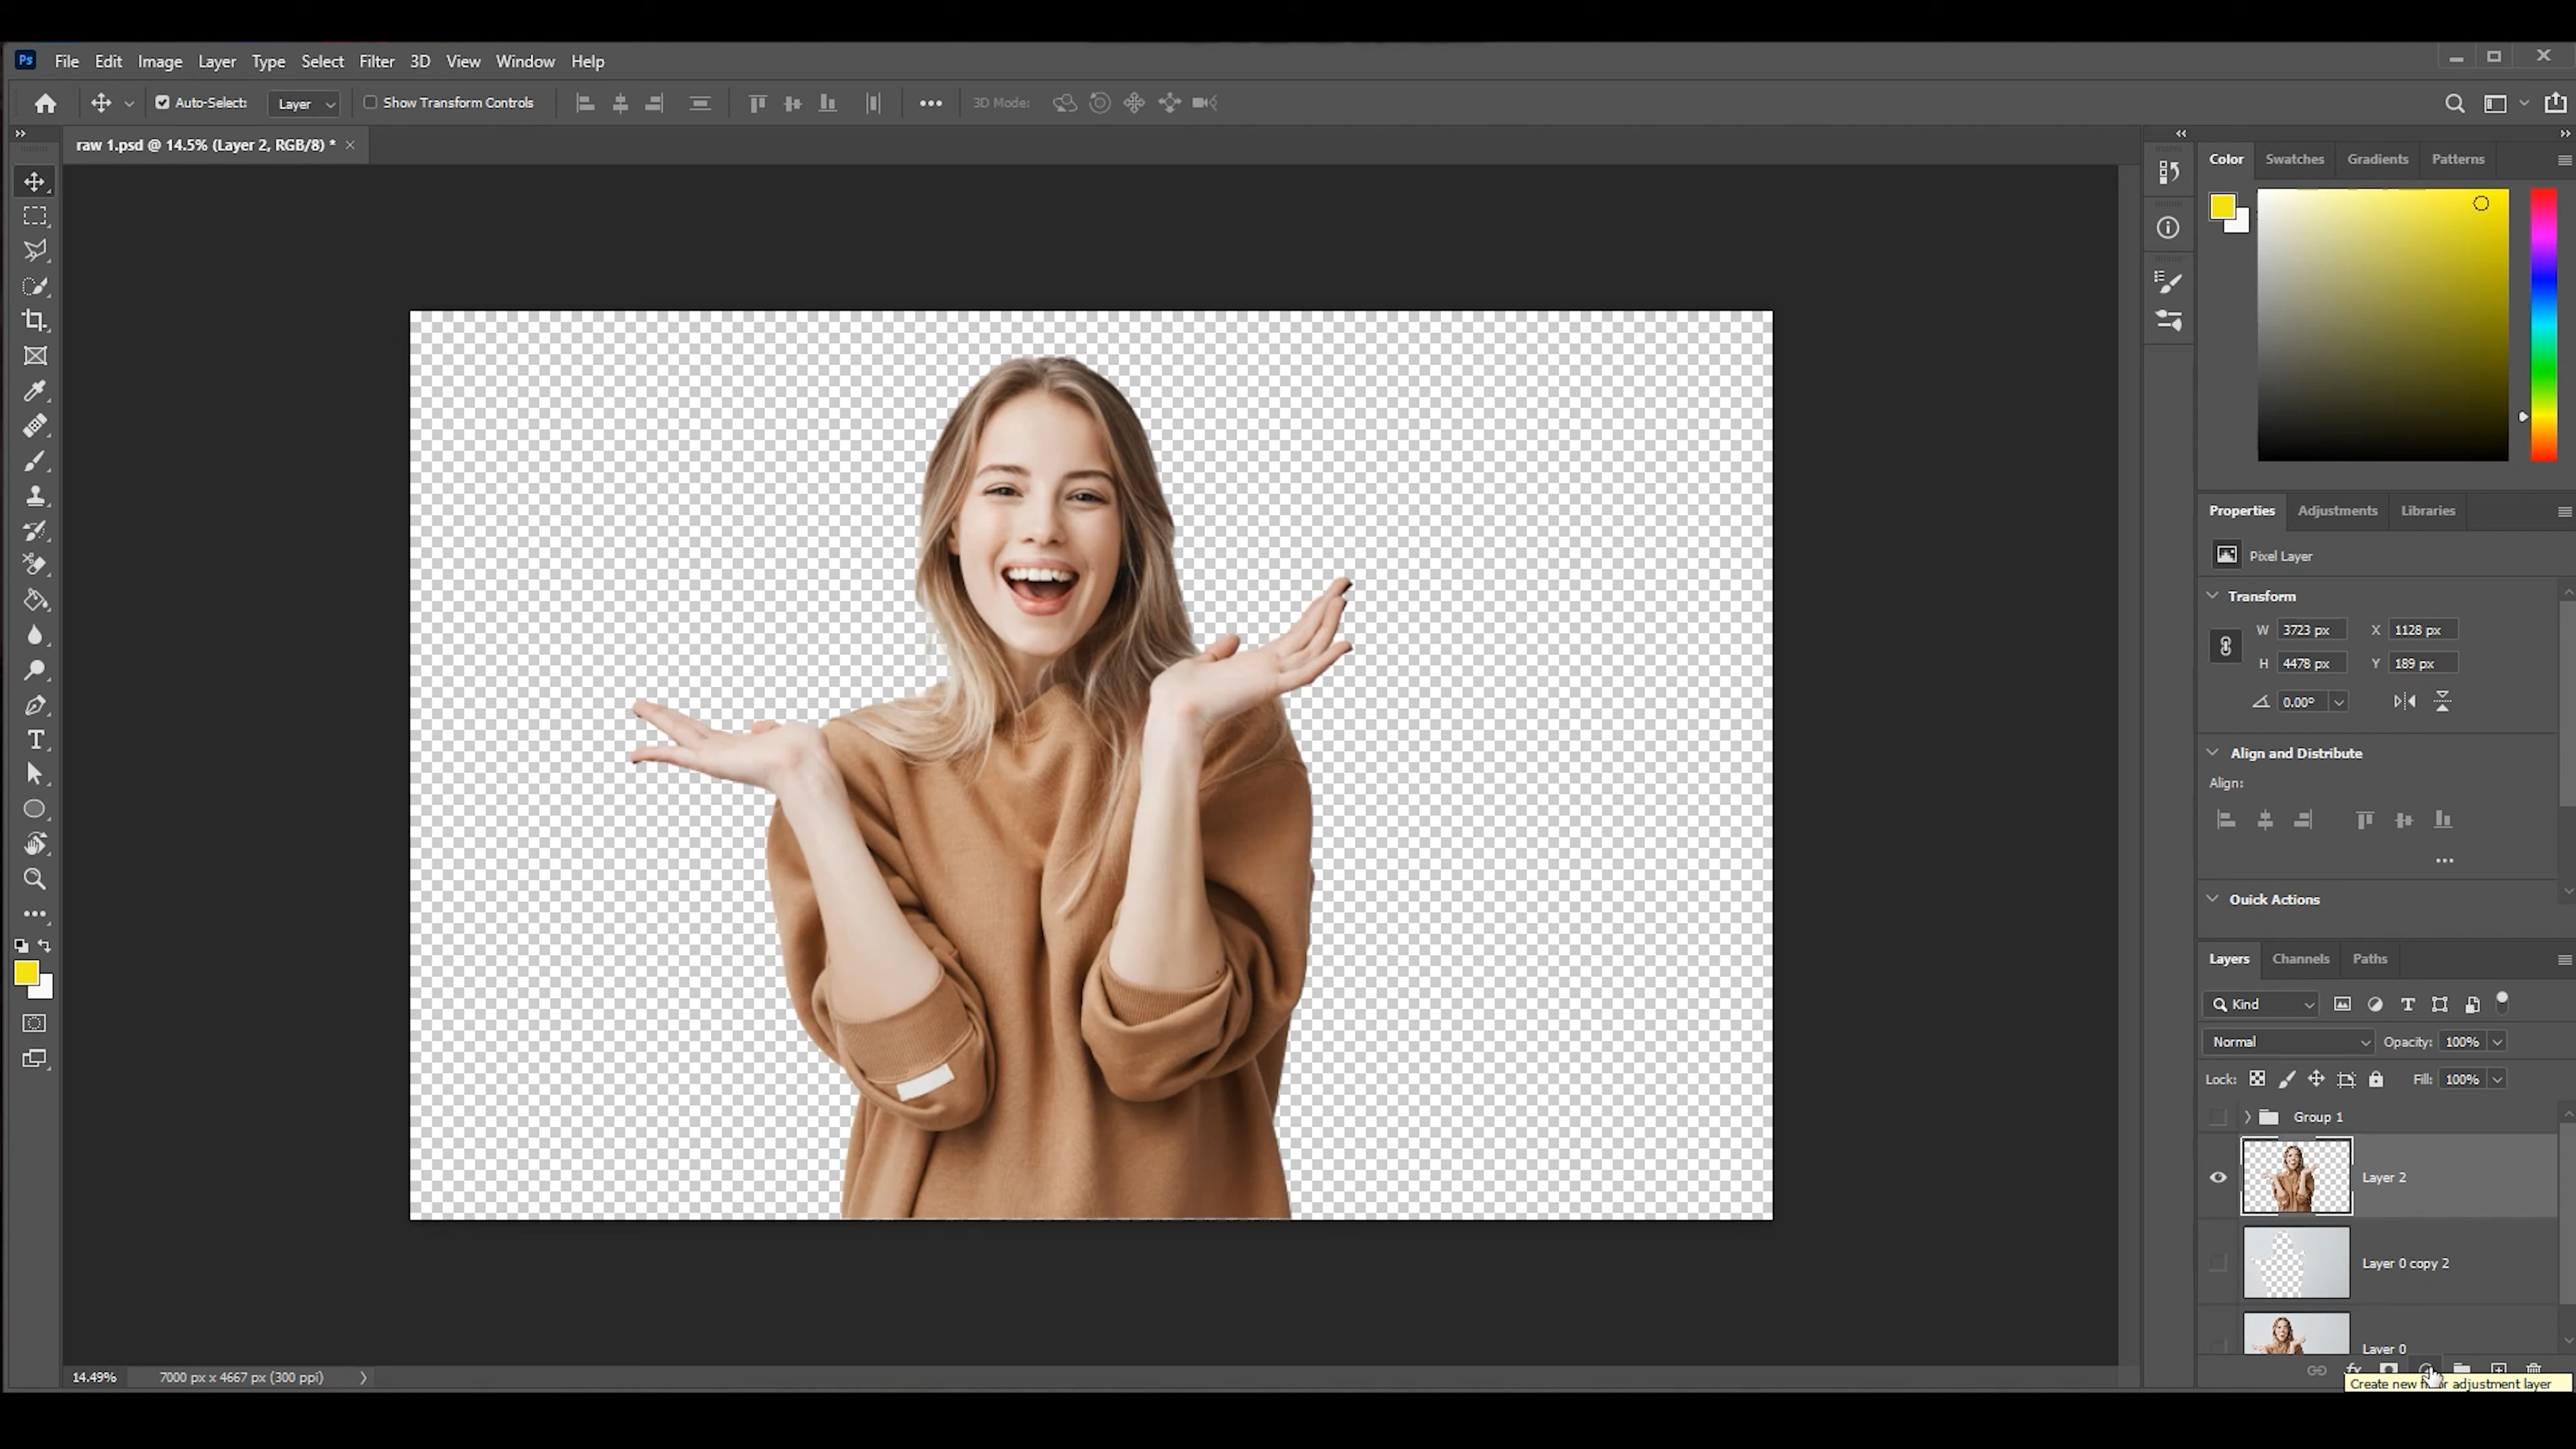 Ps File Edit Image Layer Type Select Filter 3D View Window Help
Auto-Select: Layer Show Transform Controls 3D Mode:
raw 1.psd @ 14.5% (Layer 2, RGB/8) *
Color Swatches Gradients Patterns
Properties Adjustments Libraries
Pixel Layer
Transform
W 3723 px X 1128 px
H 4478 px Y 189 px
0.00°
Align and Distribute
Align:
Quick Actions
Layers Channels Paths
Kind
Normal Opacity: 100%
Lock: Fill: 100%
Group 1
Layer 2
Layer 0 copy 2
Layer 0
14.49% 7000 px x 4667 px (300 ppi)
Create new adjustment layer